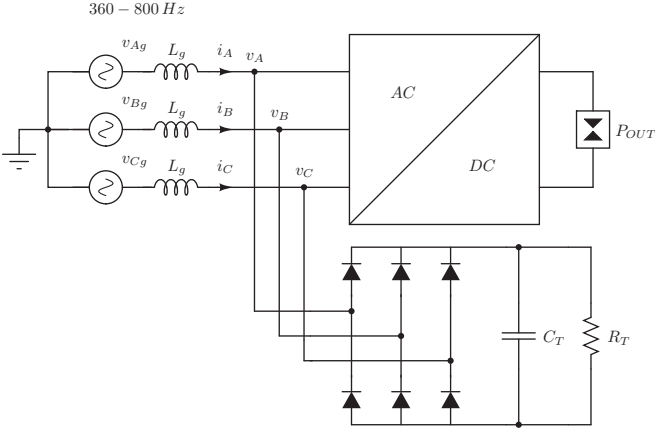 360 − 800 Hz
v_{Ag}
L_g
i_A
v_A
v_{Bg}
L_g
i_B
v_B
v_{Cg}
L_g
i_C
v_C
AC
DC
P_{OUT}
C_T
R_T